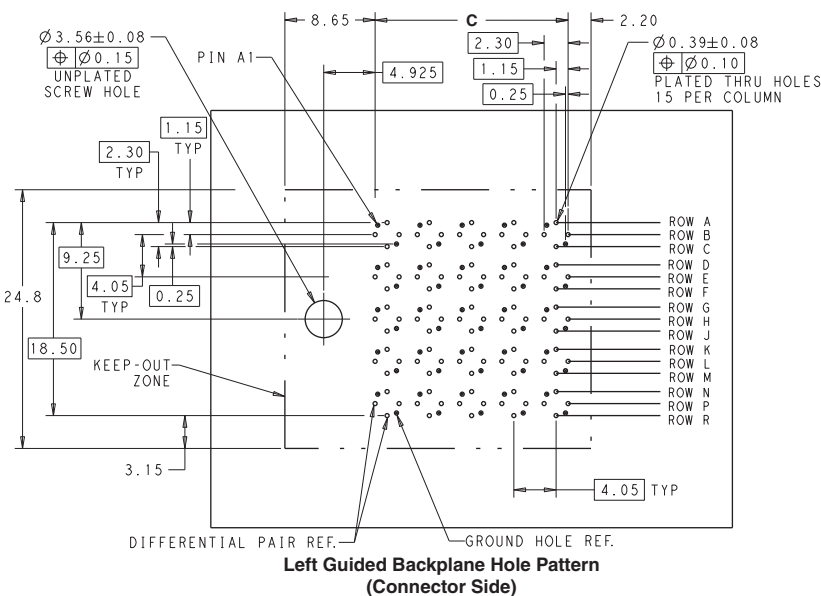 8.65
C
2.20
Ø3.56±0.08
⌖ Ø0.15
UNPLATED
SCREW HOLE
PIN A1
4.925
2.30
1.15
0.25
Ø0.39±0.08
⌖ Ø0.10
PLATED THRU HOLES
15 PER COLUMN
1.15
TYP
2.30
TYP
9.25
4.05
TYP
0.25
24.8
18.50
KEEP-OUT
ZONE
3.15
ROW A
ROW B
ROW C
ROW D
ROW E
ROW F
ROW G
ROW H
ROW J
ROW K
ROW L
ROW M
ROW N
ROW P
ROW R
4.05 TYP
DIFFERENTIAL PAIR REF.
GROUND HOLE REF.
Left Guided Backplane Hole Pattern
(Connector Side)